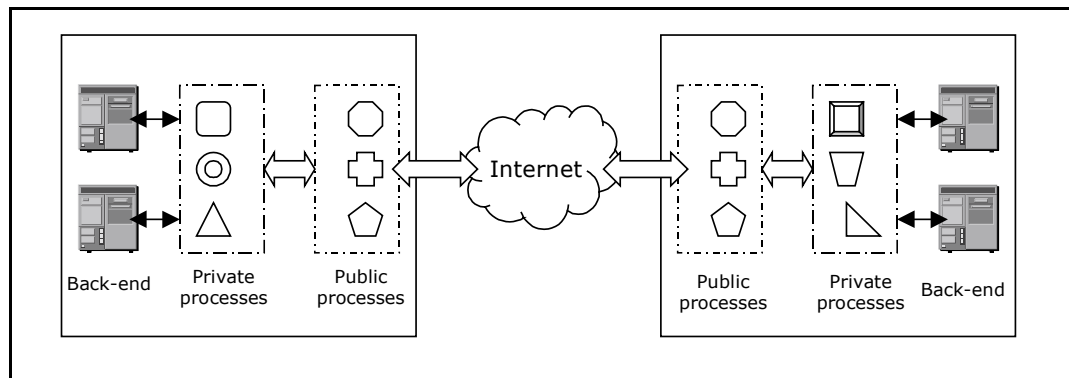 Internet
Back-end
Private
processes
Public
processes
Public
processes
Private
processes
Back-end